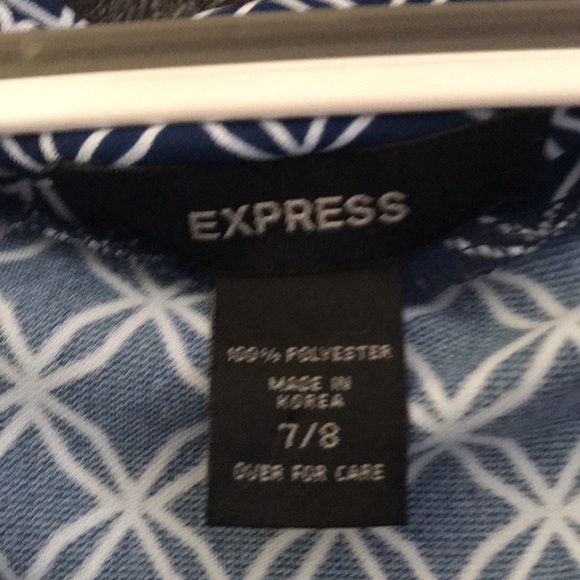 EXPRESS
100% POLYESTER
MADE IN
KOREA
7/8
OVER FOR CARE